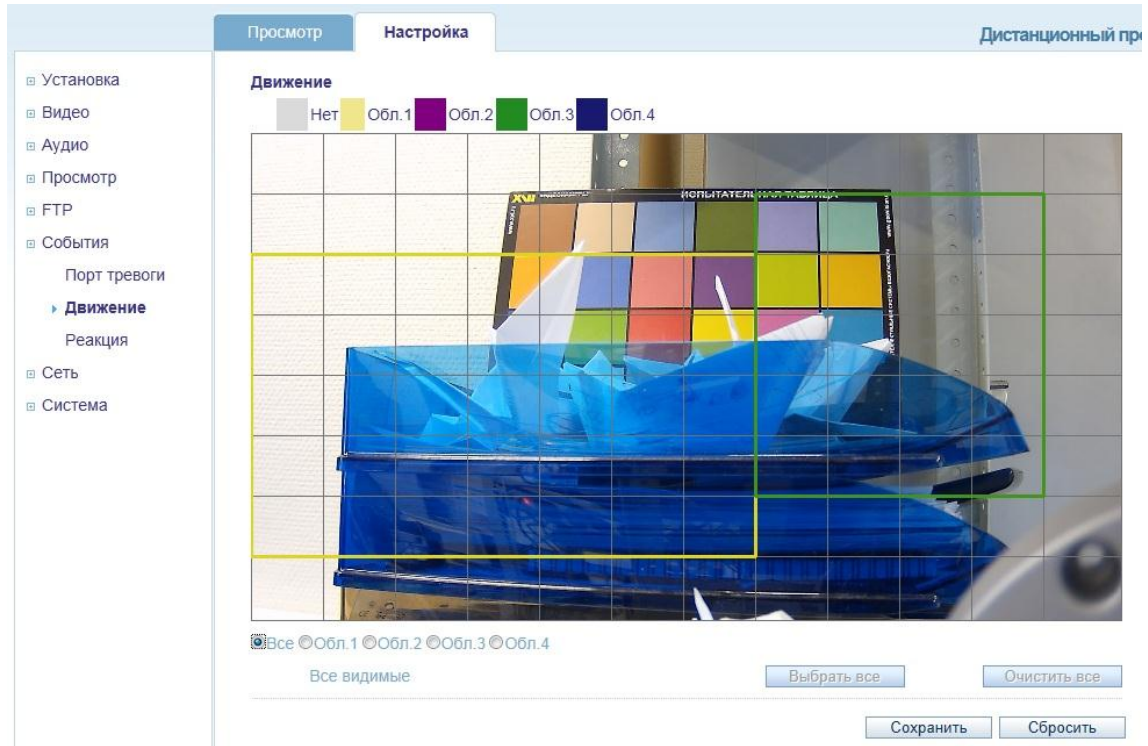 Просмотр
Настройка
Дистанционный
Установка
Видео
Аудио
Просмотр
FTP
События
Порт тревоги
Движение
Реакция
Сеть
Система
Движение
Нет Обл.1 Обл.2 Обл.3 Обл.4
ИСПЫТАТЕЛЬНАЯ ТАБЛИЦА
Все Обл.1 Обл.2 Обл.3 Обл.4
Все видимые
Выбрать все
Очистить все
Сохранить
Сбросить